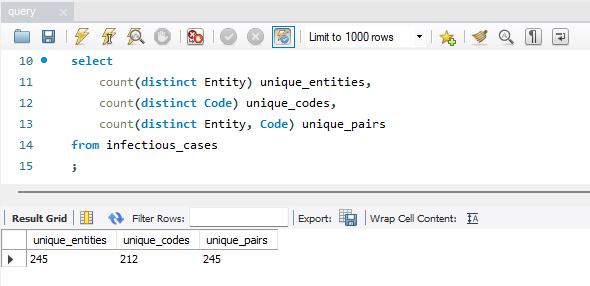 query
Limit to 1000 rows
10 select
11 count(distinct Entity) unique_entities,
12 count(distinct Code) unique_codes,
13 count(distinct Entity, Code) unique_pairs
14 from infectious_cases
15 ;
Result Grid Filter Rows: Export: Wrap Cell Content:
unique_entities unique_codes unique_pairs
245 212 245